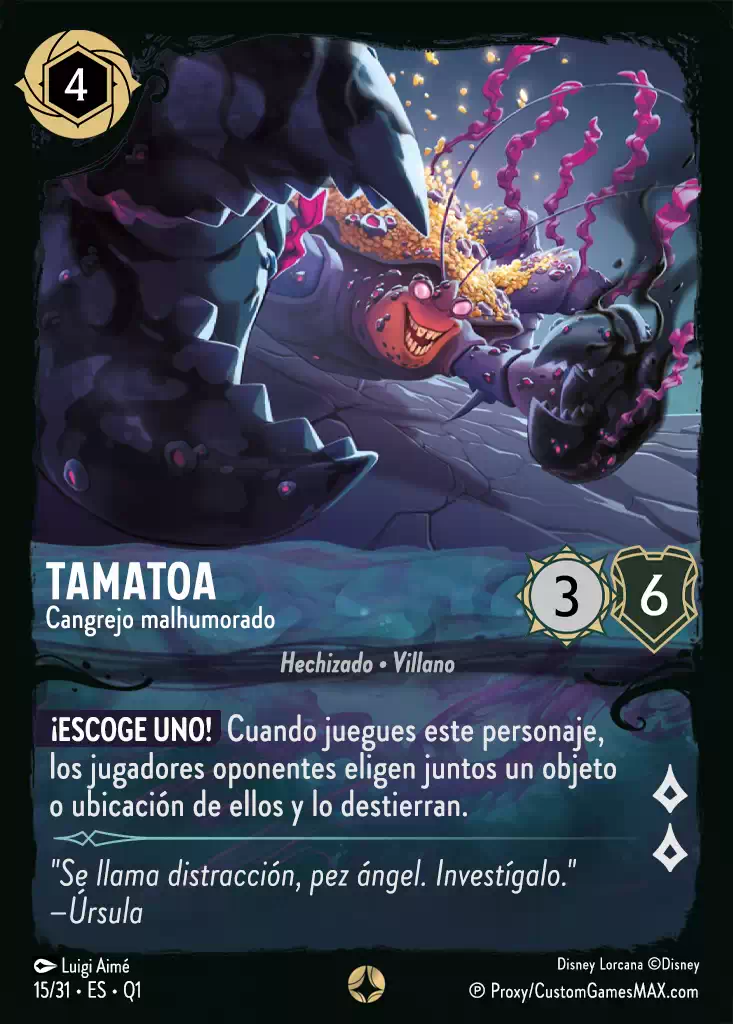 4
TAMATOA
Cangrejo malhumorado
3
6
Hechizado • Villano
¡ESCOGE UNO! Cuando juegues este personaje,
los jugadores oponentes eligen juntos un objeto
o ubicación de ellos y lo destierran.
"Se llama distracción, pez ángel. Investígalo."
—Úrsula
Luigi Aimé
Disney Lorcana ©Disney
15/31 • ES • Q1
Ⓟ Proxy/CustomGamesMAX.com